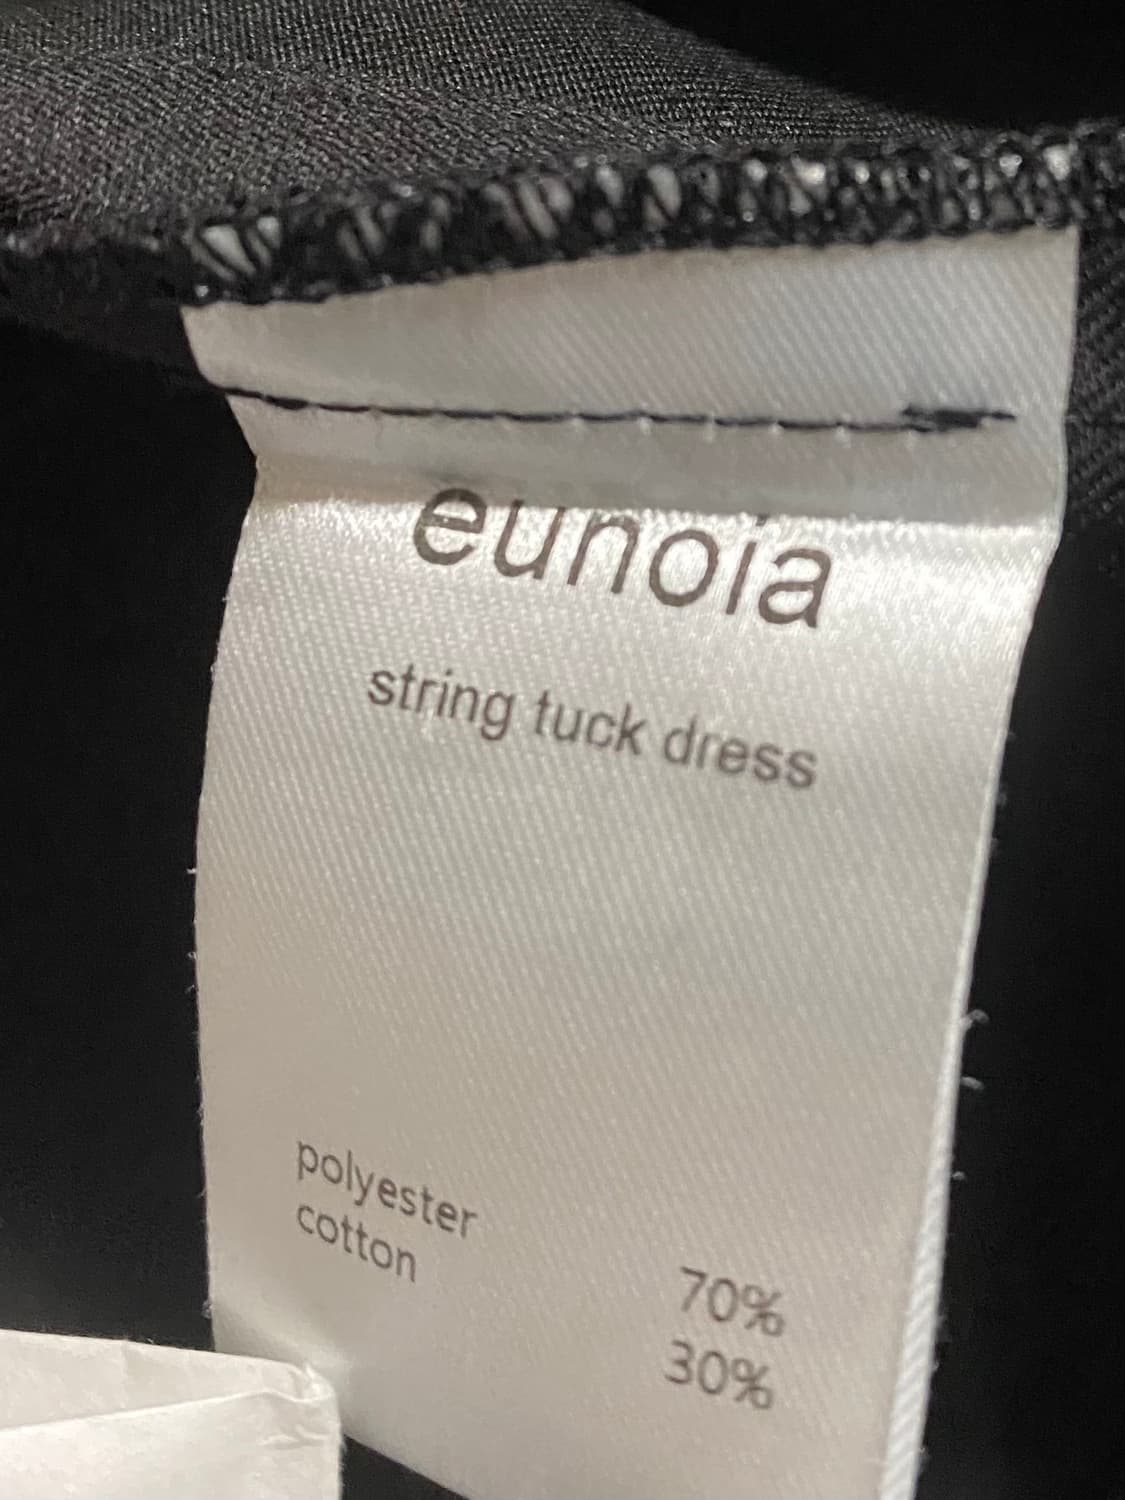 eunoia
string tuck dress
polyester 70%
cotton 30%